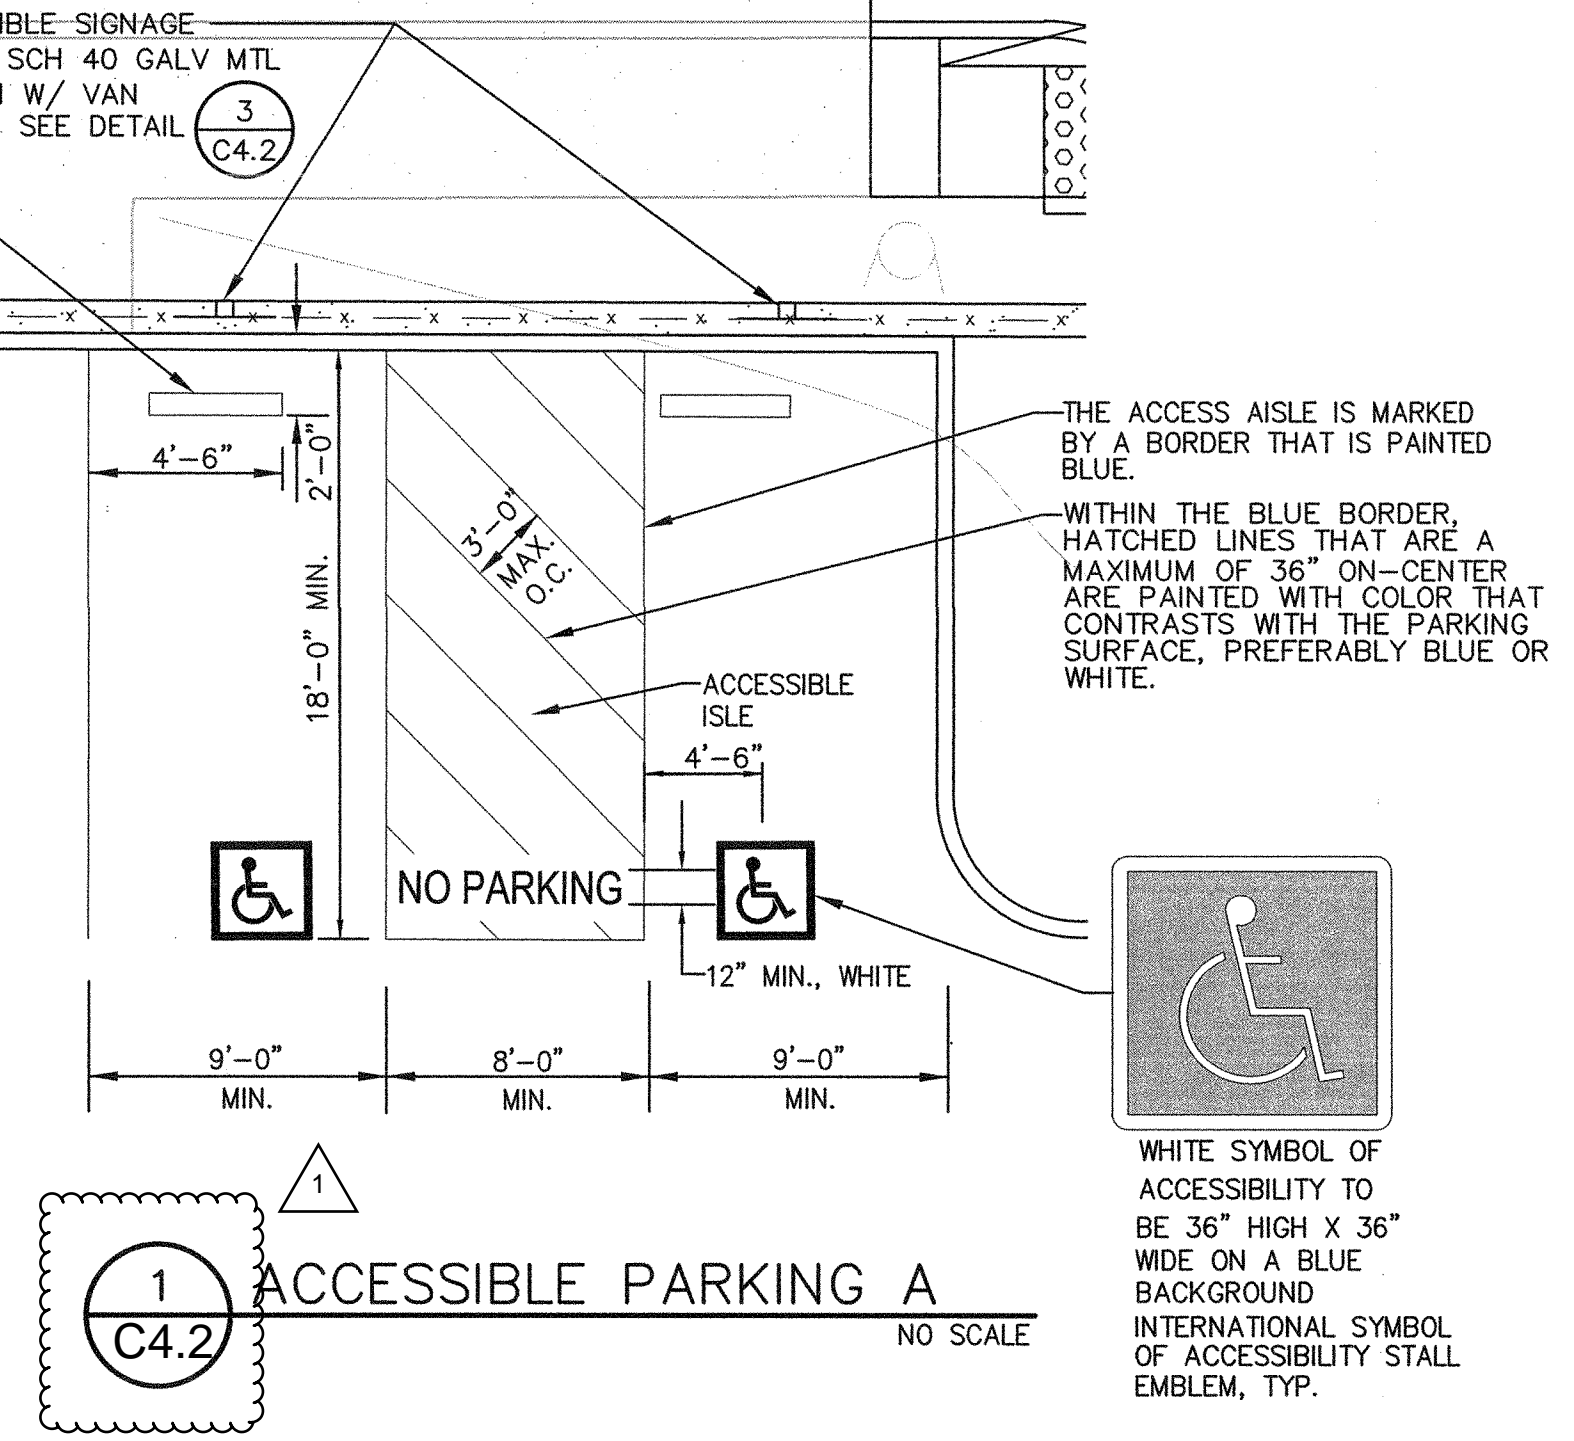 IBLE SIGNAGE
SCH 40 GALV MTL
W/ VAN
SEE DETAIL
3
C4.2
x x x x x x x x x x x x
4'-6"
2'-0"
18'-0" MIN.
3'-0"
MAX.
O.C.
THE ACCESS AISLE IS MARKED
BY A BORDER THAT IS PAINTED
BLUE.
WITHIN THE BLUE BORDER,
HATCHED LINES THAT ARE A
MAXIMUM OF 36" ON-CENTER
ARE PAINTED WITH COLOR THAT
CONTRASTS WITH THE PARKING
SURFACE, PREFERABLY BLUE OR
WHITE.
ACCESSIBLE
ISLE
4'-6"
NO PARKING
12" MIN., WHITE
9'-0"
MIN.
8'-0"
MIN.
9'-0"
MIN.
WHITE SYMBOL OF
ACCESSIBILITY TO
BE 36" HIGH X 36"
WIDE ON A BLUE
BACKGROUND
INTERNATIONAL SYMBOL
OF ACCESSIBILITY STALL
EMBLEM, TYP.
1
1
C4.2
ACCESSIBLE PARKING A
NO SCALE